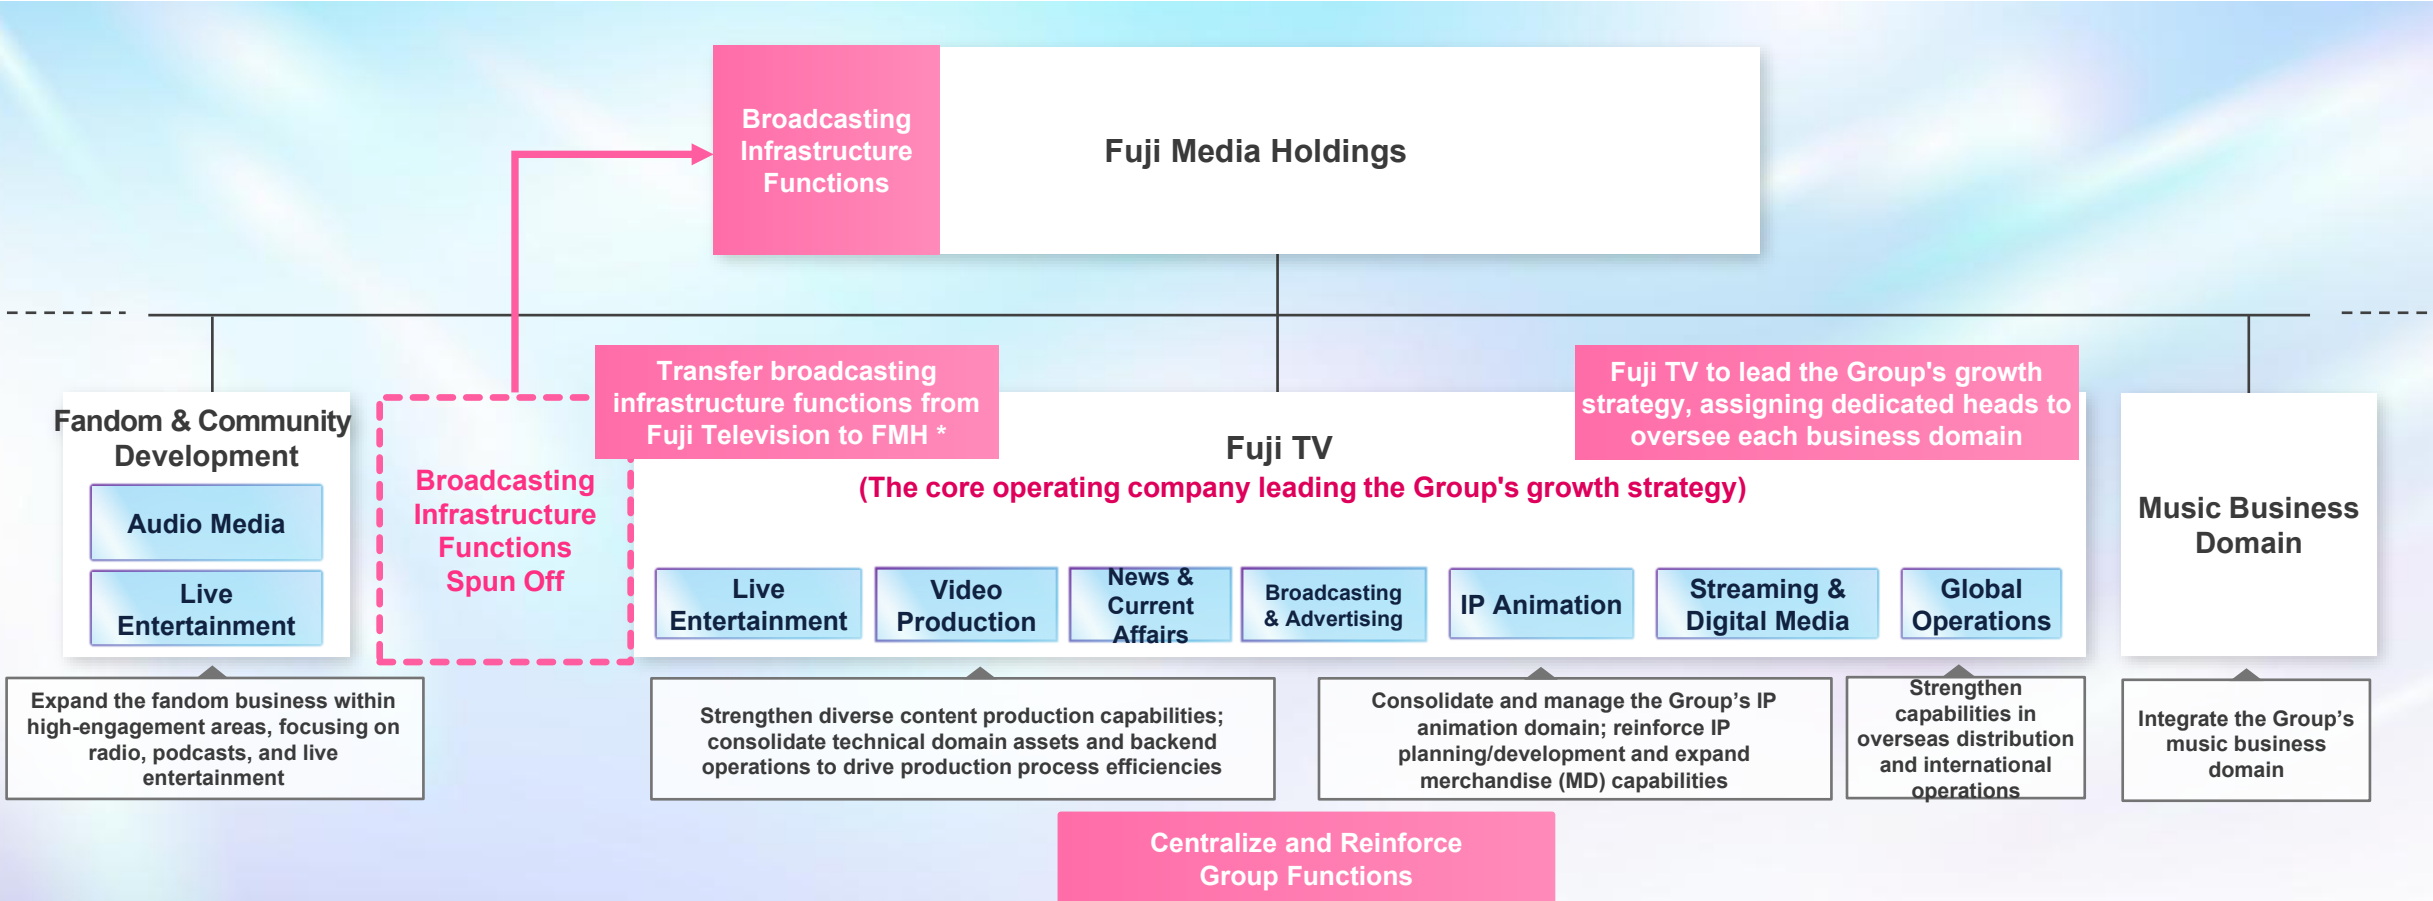 Broadcasting
Infrastructure
Functions
Fuji Media Holdings
Transfer broadcasting
infrastructure functions from
Fuji Television to FMH *
Fuji TV to lead the Group's growth
strategy, assigning dedicated heads to
oversee each business domain
Fandom & Community
Development
Audio Media
Live
Entertainment
Broadcasting
Infrastructure
Functions
Spun Off
Fuji TV
(The core operating company leading the Group's growth strategy)
Live
Entertainment
Video
Production
News &
Current
Affairs
Broadcasting
& Advertising
IP Animation
Streaming &
Digital Media
Global
Operations
Music Business
Domain
Expand the fandom business within
high-engagement areas, focusing on
radio, podcasts, and live
entertainment
Strengthen diverse content production capabilities;
consolidate technical domain assets and backend
operations to drive production process efficiencies
Consolidate and manage the Group’s IP
animation domain; reinforce IP
planning/development and expand
merchandise (MD) capabilities
Strengthen
capabilities in
overseas distribution
and international
operations
Integrate the Group’s
music business
domain
Centralize and Reinforce
Group Functions